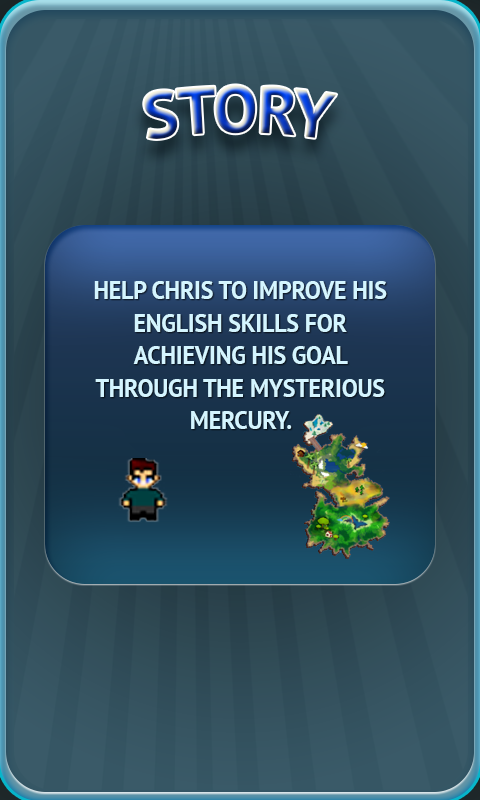 STORY
HELP CHRIS TO IMPROVE HIS
ENGLISH SKILLS FOR
ACHIEVING HIS GOAL
THROUGH THE MYSTERIOUS
MERCURY.